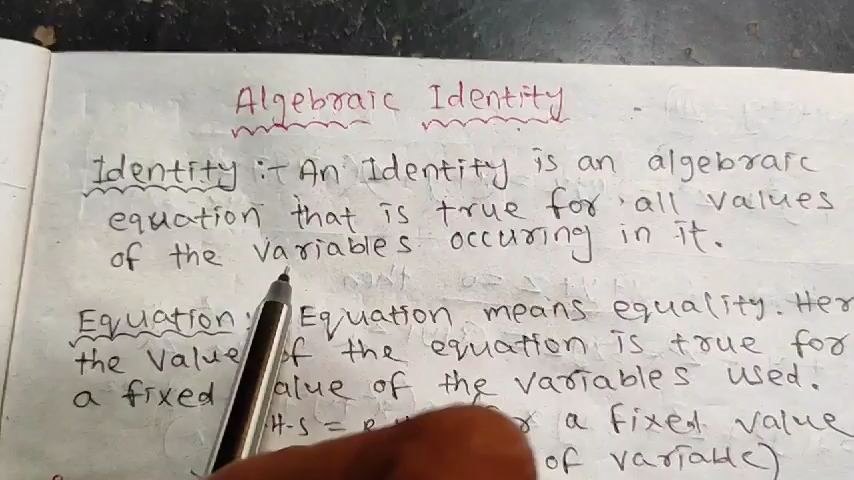 Algebraic Identity
Identity :- An Identity is an algebraic
equation that is true for all values
of the variables occuring in it.
Equation: Equation means equality. Her
the value of the equation is true for
a fixed value of the variables used.
H-S = a fixed value
of variable)